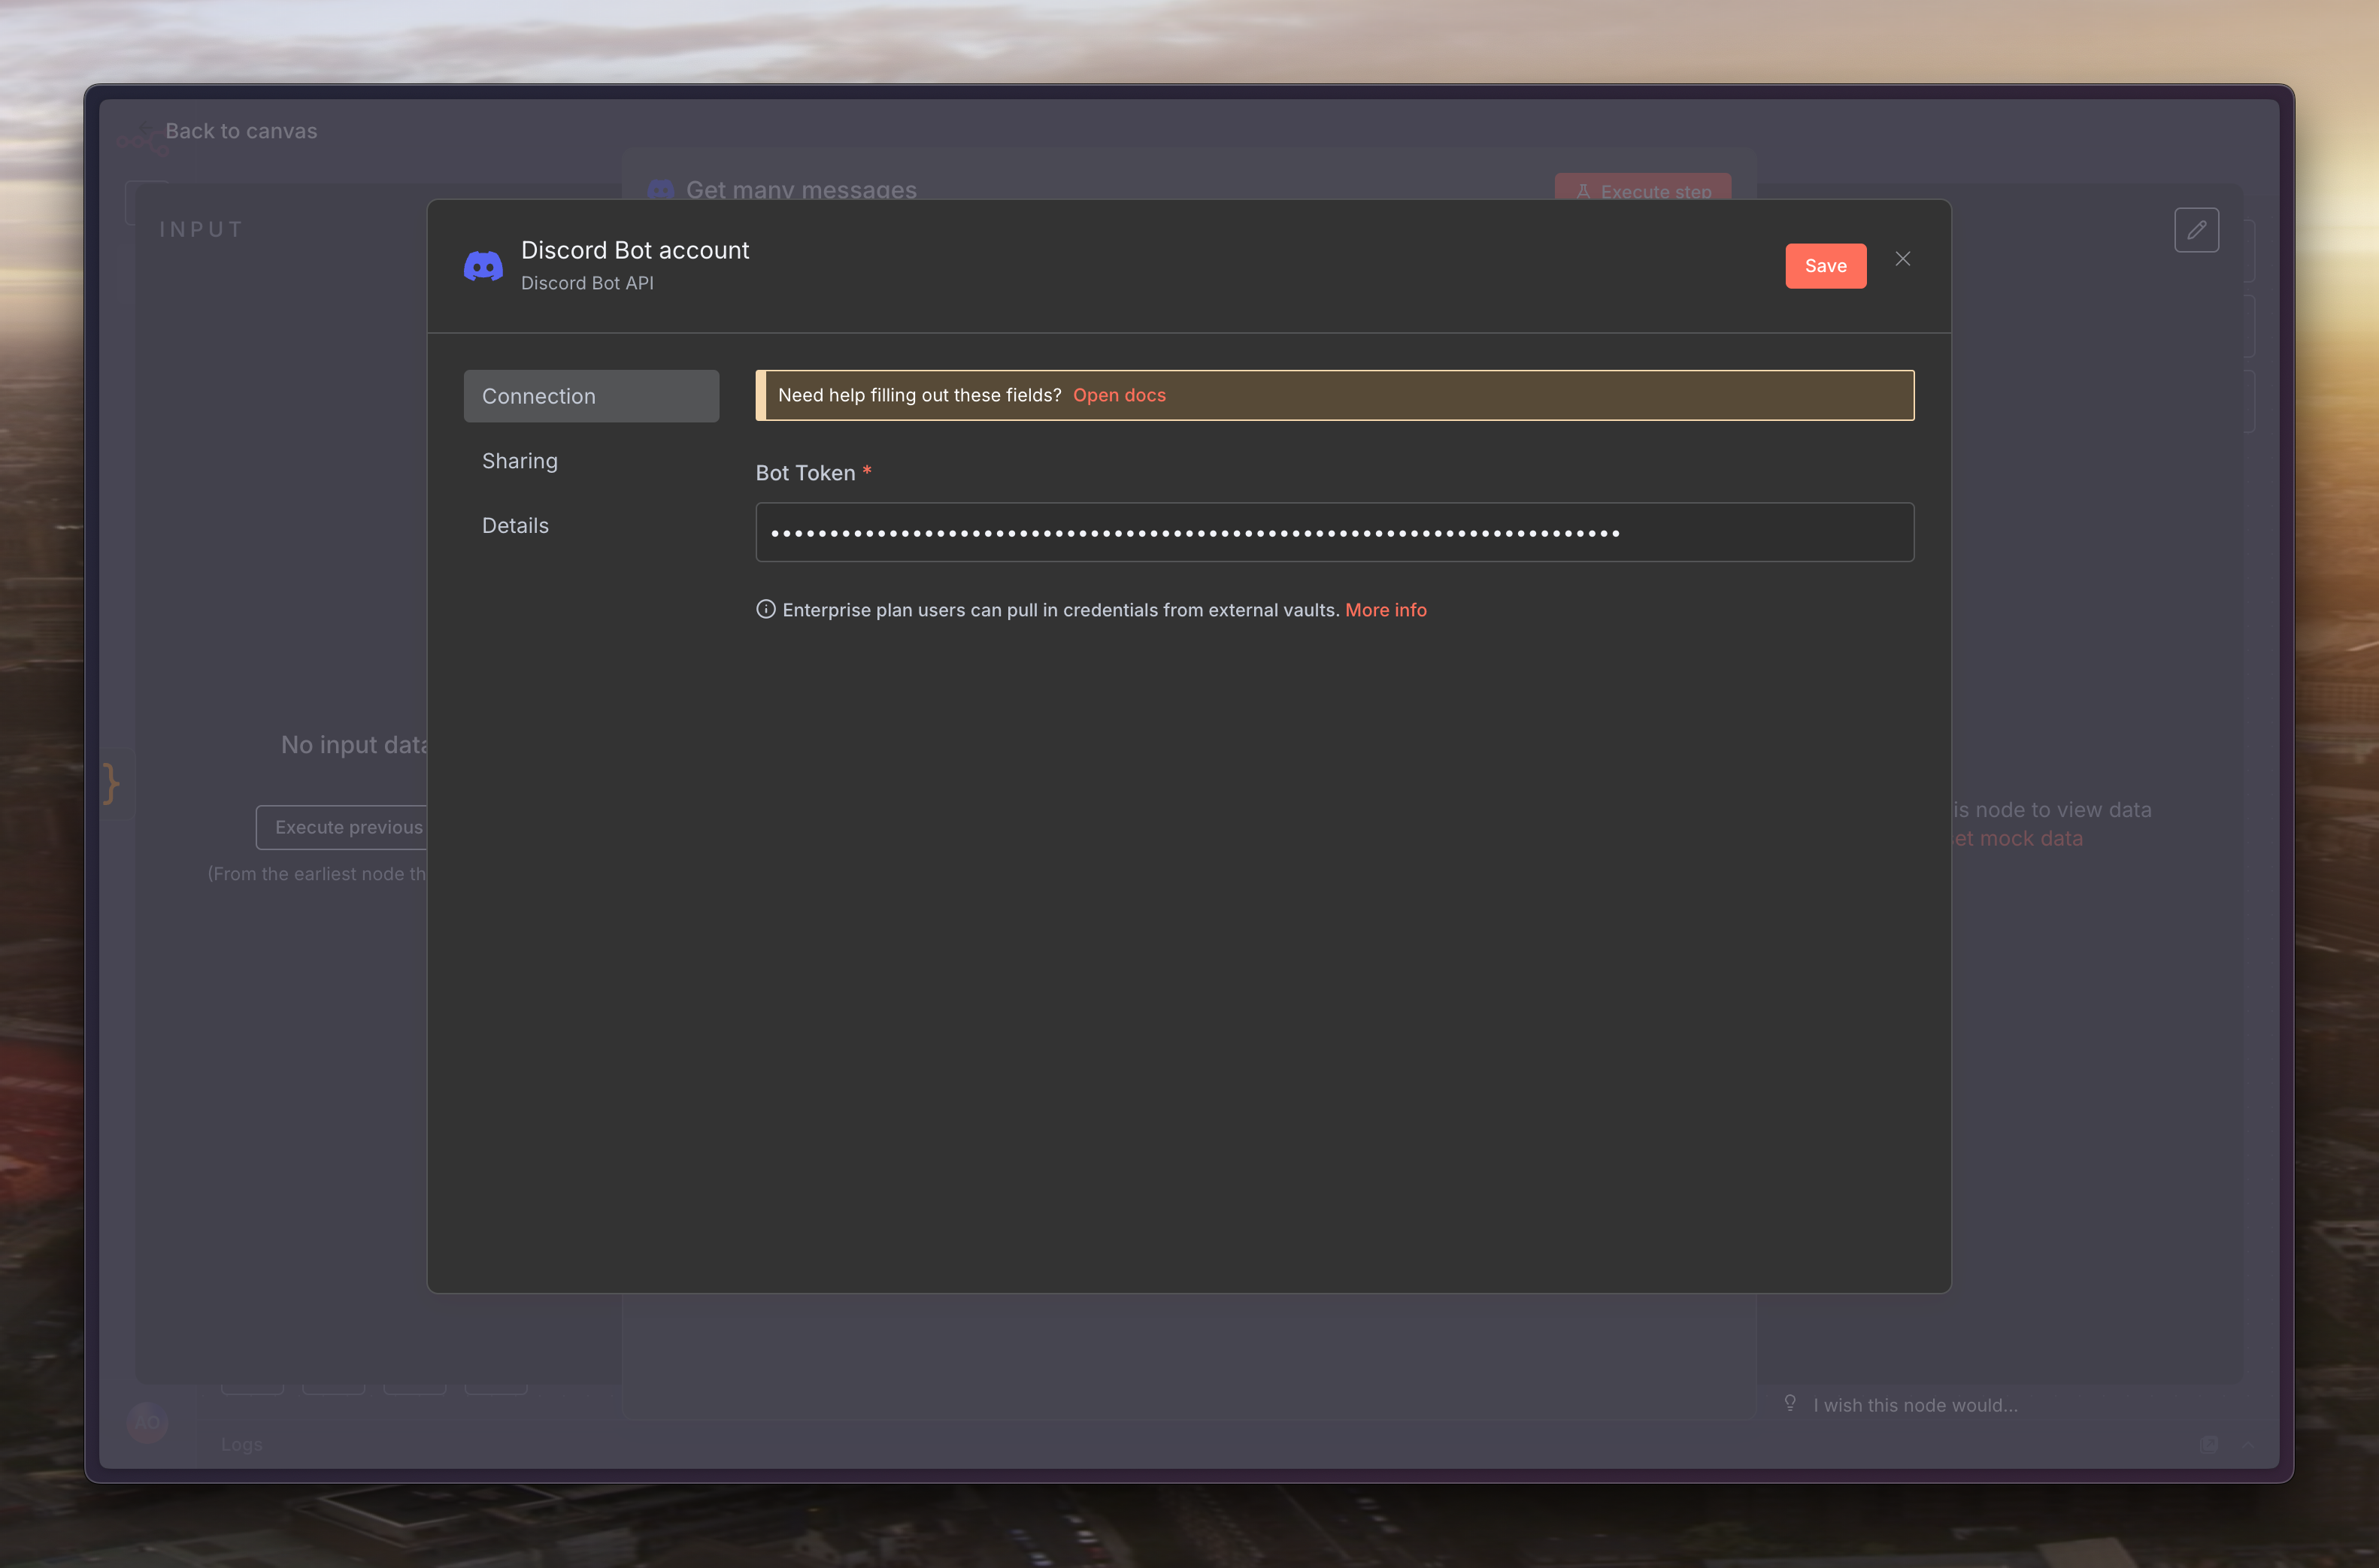 Back to canvas
Get many messages
Execute step
INPUT
Discord Bot account
Discord Bot API
Save
Connection
Sharing
Details
Need help filling out these fields? Open docs
Bot Token *
••••••••••••••••••••••••••••••••••••••••••••••••••••••••••••••••••••••••
Enterprise plan users can pull in credentials from external vaults. More info
No input data
Execute previous
(From the earliest node th
is node to view data
et mock data
}
I wish this node would...
AO
Logs